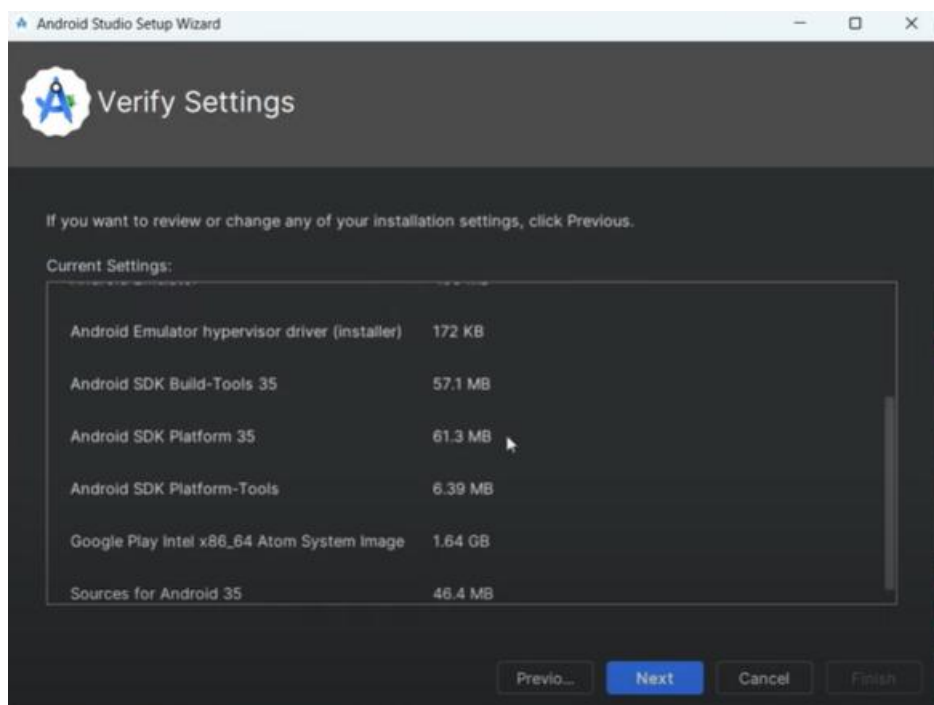 Android Studio Setup Wizard
Verify Settings
If you want to review or change any of your installation settings, click Previous.
Current Settings:
Android Emulator hypervisor driver (installer) 172 KB
Android SDK Build-Tools 35 57.1 MB
Android SDK Platform 35 61.3 MB
Android SDK Platform-Tools 6.39 MB
Google Play Intel x86_64 Atom System Image 1.64 GB
Sources for Android 35 46.4 MB
Previo... Next Cancel Finish